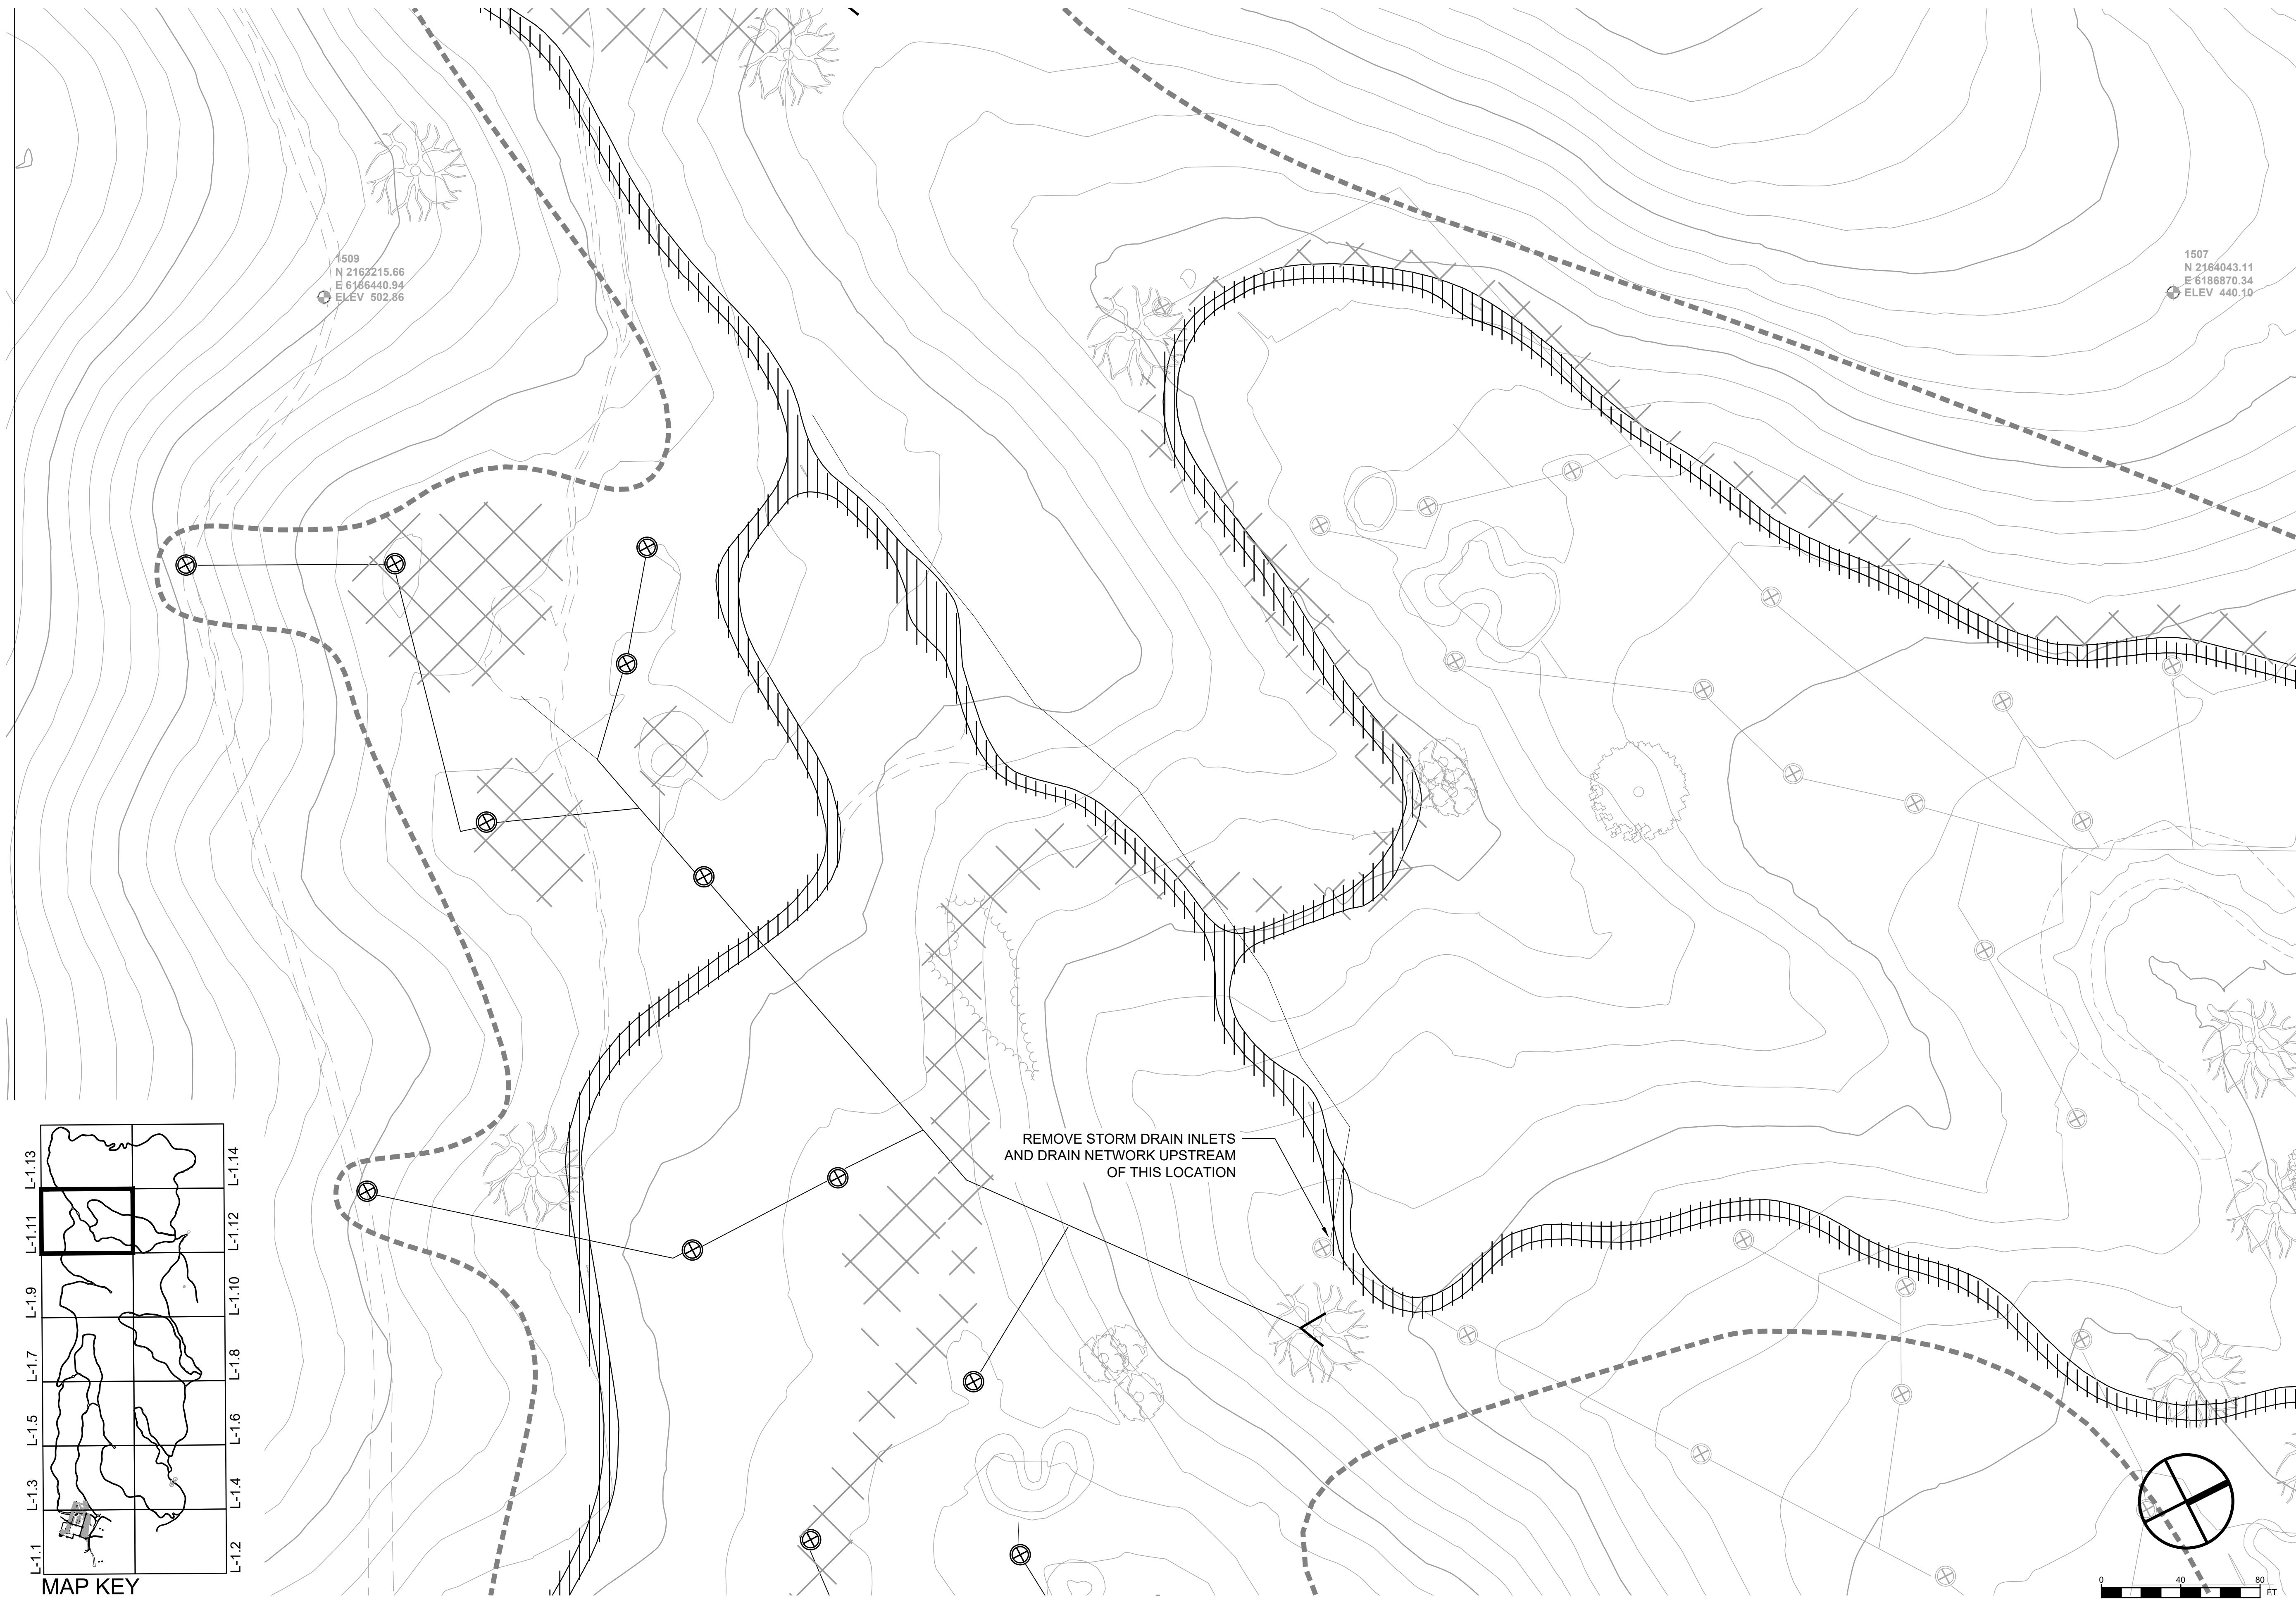 1509
N 2163215.66
E 6186440.94
ELEV 502.86
1507
N 2164043.11
E 6186870.34
ELEV 440.10
REMOVE STORM DRAIN INLETS
AND DRAIN NETWORK UPSTREAM
OF THIS LOCATION
L-1.13
L-1.14
L-1.11
L-1.12
L-1.9
L-1.10
L-1.7
L-1.8
L-1.5
L-1.6
L-1.3
L-1.4
L-1.1
L-1.2
MAP KEY
0 40 80
FT